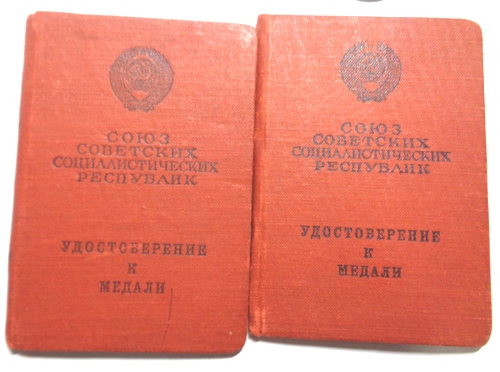 СОЮЗ
СОВЕТСКИХ
СОЦИАЛИСТИЧЕСКИХ
РЕСПУБЛИК
УДОСТОВЕРЕНИЕ
К
МЕДАЛИ
СОЮЗ
СОВЕТСКИХ
СОЦИАЛИСТИЧЕСКИХ
РЕСПУБЛИК
УДОСТОВЕРЕНИЕ
К
МЕДАЛИ